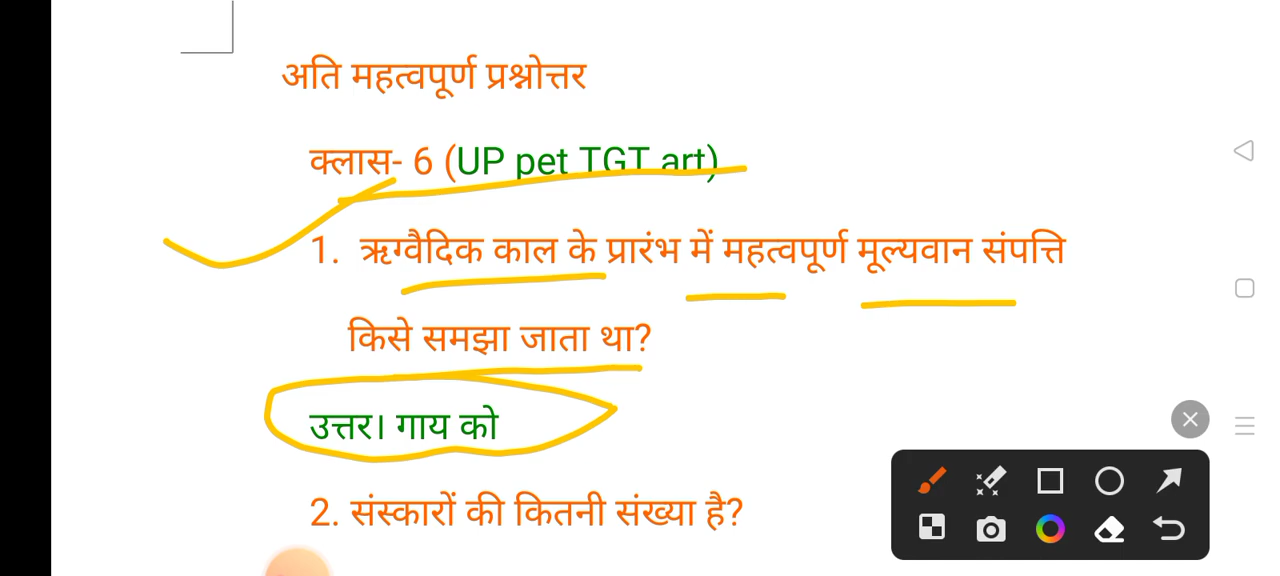 अति महत्वपूर्ण प्रश्नोत्तर
क्लास- 6 (UP pet TGT art)
1. ऋग्वैदिक काल के प्रारंभ में महत्वपूर्ण मूल्यवान संपत्ति
किसे समझा जाता था?
उत्तर। गाय को
2. संस्कारों की कितनी संख्या है?